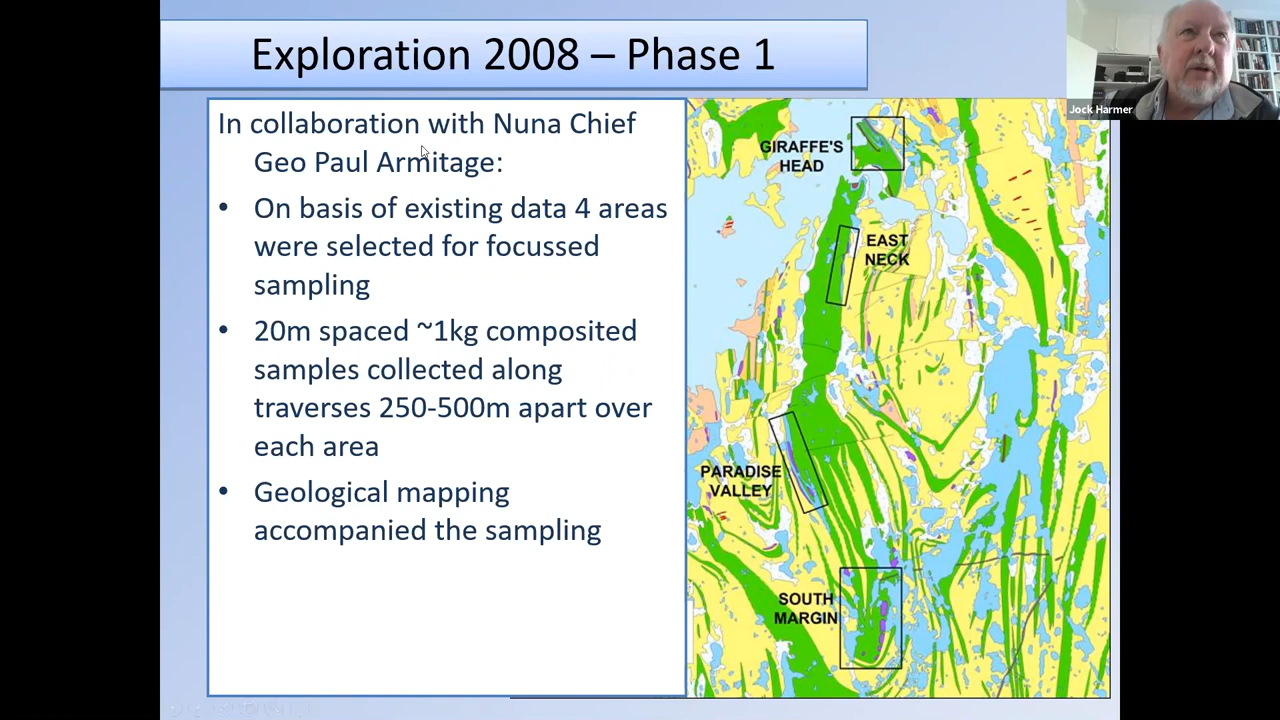 Exploration 2008 – Phase 1
Jock Harmer
In collaboration with Nuna Chief
Geo Paul Armitage:
• On basis of existing data 4 areas
were selected for focussed
sampling
• 20m spaced ~1kg composited
samples collected along
traverses 250-500m apart over
each area
• Geological mapping
accompanied the sampling
GIRAFFE'S
HEAD
EAST
NECK
PARADISE
VALLEY
SOUTH
MARGIN